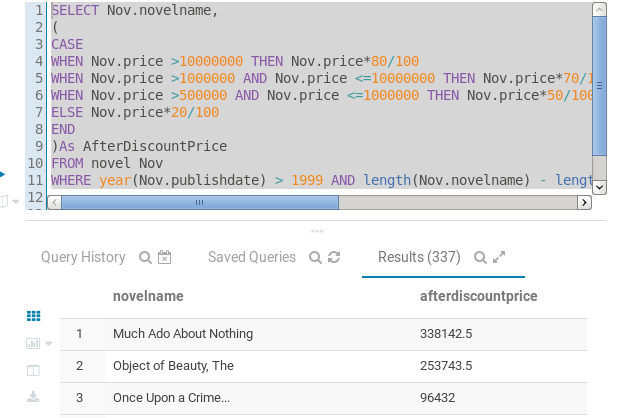 1 SELECT Nov.novelname,
2 (
3 CASE
4 WHEN Nov.price >10000000 THEN Nov.price*80/100
5 WHEN Nov.price >1000000 AND Nov.price <=10000000 THEN Nov.price*70/1
6 WHEN Nov.price >500000 AND Nov.price <=1000000 THEN Nov.price*50/100
7 ELSE Nov.price*20/100
8 END
9 )As AfterDiscountPrice
10 FROM novel Nov
11 WHERE year(Nov.publishdate) > 1999 AND length(Nov.novelname) - lengt
12
Query History Saved Queries Results (337)
novelname afterdiscountprice
1 Much Ado About Nothing 338142.5
2 Object of Beauty, The 253743.5
3 Once Upon a Crime... 96432